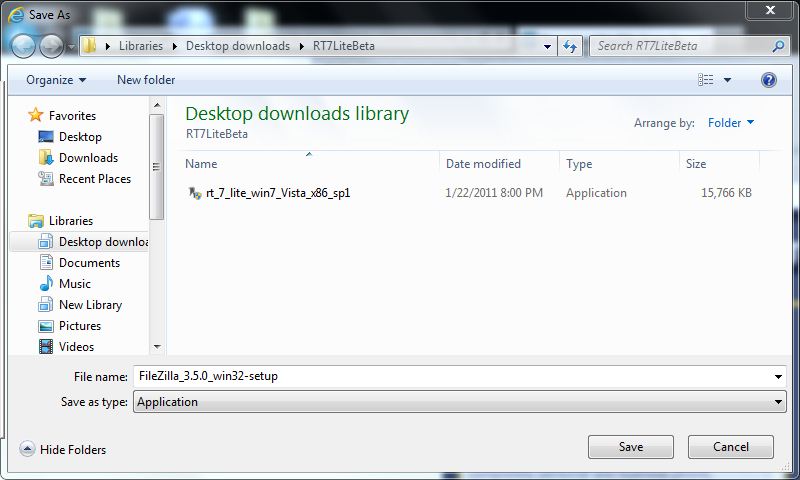 Save As
Libraries Desktop downloads RT7LiteBeta
Search RT7LiteBeta
Organize New folder
Favorites
Desktop
Downloads
Recent Places
Libraries
Desktop downloa
Documents
Music
New Library
Pictures
Videos
Desktop downloads library
RT7LiteBeta
Arrange by: Folder
Name Date modified Type Size
rt_7_lite_win7_Vista_x86_sp1 1/22/2011 8:00 PM Application 15,766 KB
File name: FileZilla_3.5.0_win32-setup
Save as type: Application
Hide Folders Save Cancel